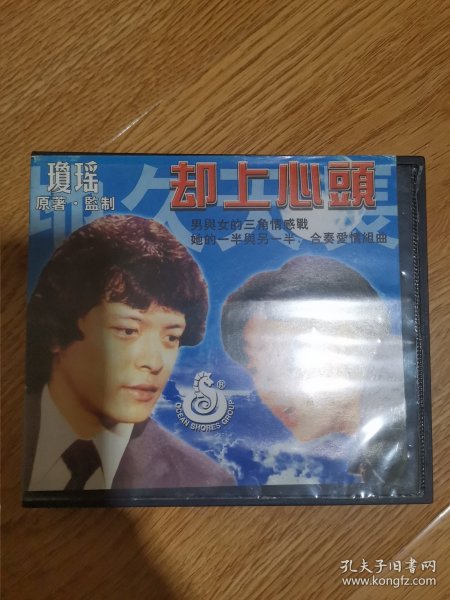 瓊瑤
原著·監制
却上心頭
男與女的三角情感戰
她的一半與另一半，合奏愛情組曲
®
OCEAN SHORES GROUP
孔夫子旧书网
www.kongfz.com